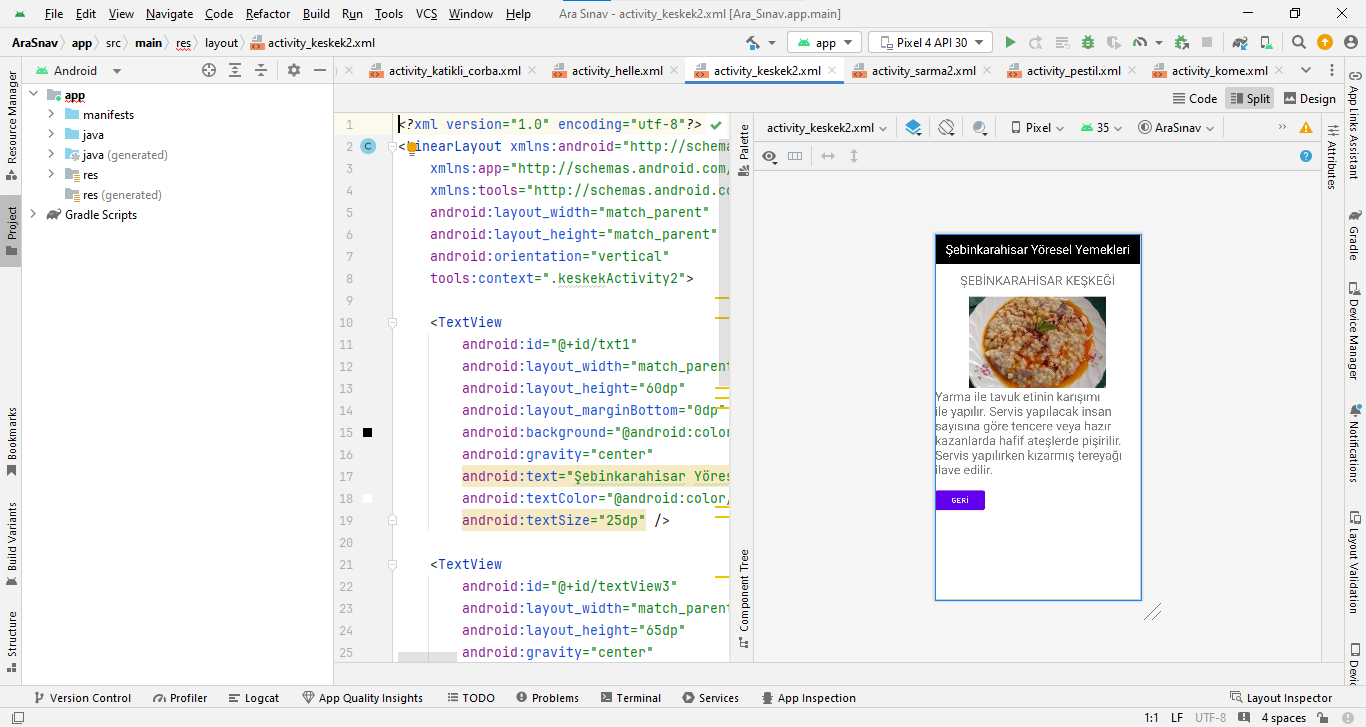 File Edit View Navigate Code Refactor Build Run Tools VCS Window Help Ara Sınav - activity_keskek2.xml [Ara_Sınav.app.main]
AraSnav app src main res layout activity_keskek2.xml app Pixel 4 API 30
Android activity_katikli_corba.xml activity_helle.xml activity_keskek2.xml activity_sarma2.xml activity_pestil.xml activity_kome.xml
Code Split Design
Resource Manager
Project
Bookmarks
Build Variants
Structure
app
manifests
java
java (generated)
res
res (generated)
Gradle Scripts
1 <?xml version="1.0" encoding="utf-8"?>
2 <LinearLayout xmlns:android="http://schema
3 xmlns:app="http://schemas.android.com/
4 xmlns:tools="http://schemas.android.co
5 android:layout_width="match_parent"
6 android:layout_height="match_parent"
7 android:orientation="vertical"
8 tools:context=".keskekActivity2">
9
10 <TextView
11 android:id="@+id/txt1"
12 android:layout_width="match_parent
13 android:layout_height="60dp"
14 android:layout_marginBottom="0dp"
15 android:background="@android:color
16 android:gravity="center"
17 android:text="Şebinkarahisar Yöres
18 android:textColor="@android:color/
19 android:textSize="25dp" />
20
21 <TextView
22 android:id="@+id/textView3"
23 android:layout_width="match_parent
24 android:layout_height="65dp"
25 android:gravity="center"
Palette
Component Tree
activity_keskek2.xml Pixel 35 AraSınav
Şebinkarahisar Yöresel Yemekleri
ŞEBİNKARAHİSAR KEŞKEĞİ
Yarma ile tavuk etinin karışımı
ile yapılır. Servis yapılacak insan
sayısına göre tencere veya hazır
kazanlarda hafif ateşlerde pişirilir.
Servis yapılırken kızarmış tereyağı
ilave edilir.
GERİ
Attributes
App Links Assistant
Gradle
Device Manager
Notifications
Layout Validation
Version Control Profiler Logcat App Quality Insights TODO Problems Terminal Services App Inspection Layout Inspector
1:1 LF UTF-8 4 spaces